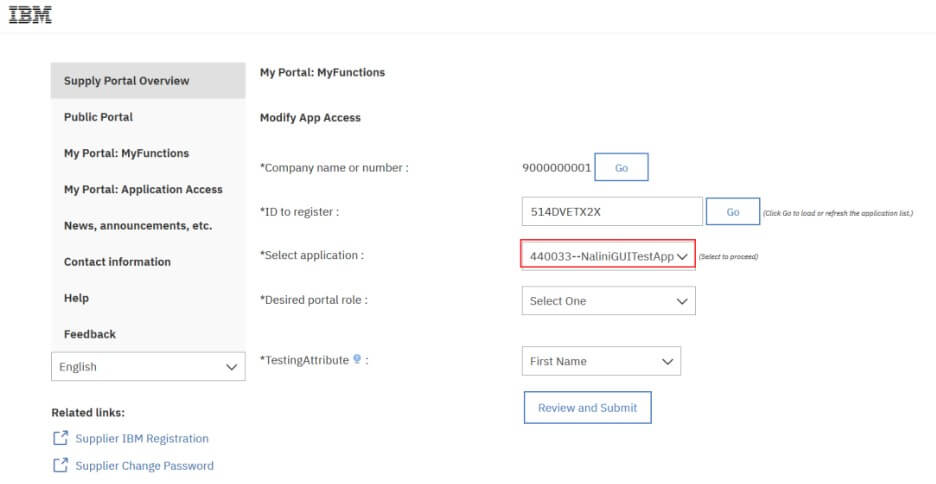 IBM
Supply Portal Overview
Public Portal
My Portal: MyFunctions
My Portal: Application Access
News, announcements, etc.
Contact information
Help
Feedback
English
Related links:
Supplier IBM Registration
Supplier Change Password
My Portal: MyFunctions
Modify App Access
*Company name or number : 9000000001 Go
*ID to register : 514DVETX2X Go (Click Go to load or refresh the application list.)
*Select application : 440033--NaliniGUITestApp (Select to proceed)
*Desired portal role : Select One
*TestingAttribute : First Name
Review and Submit